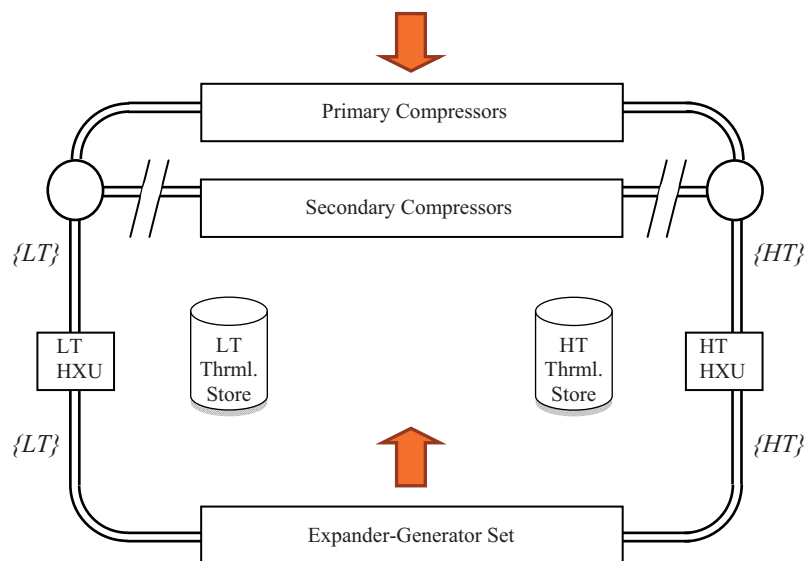 Primary Compressors
Secondary Compressors
{LT}
{HT}
LT
HXU
LT
Thrml.
Store
HT
Thrml.
Store
HT
HXU
{LT}
{HT}
Expander-Generator Set